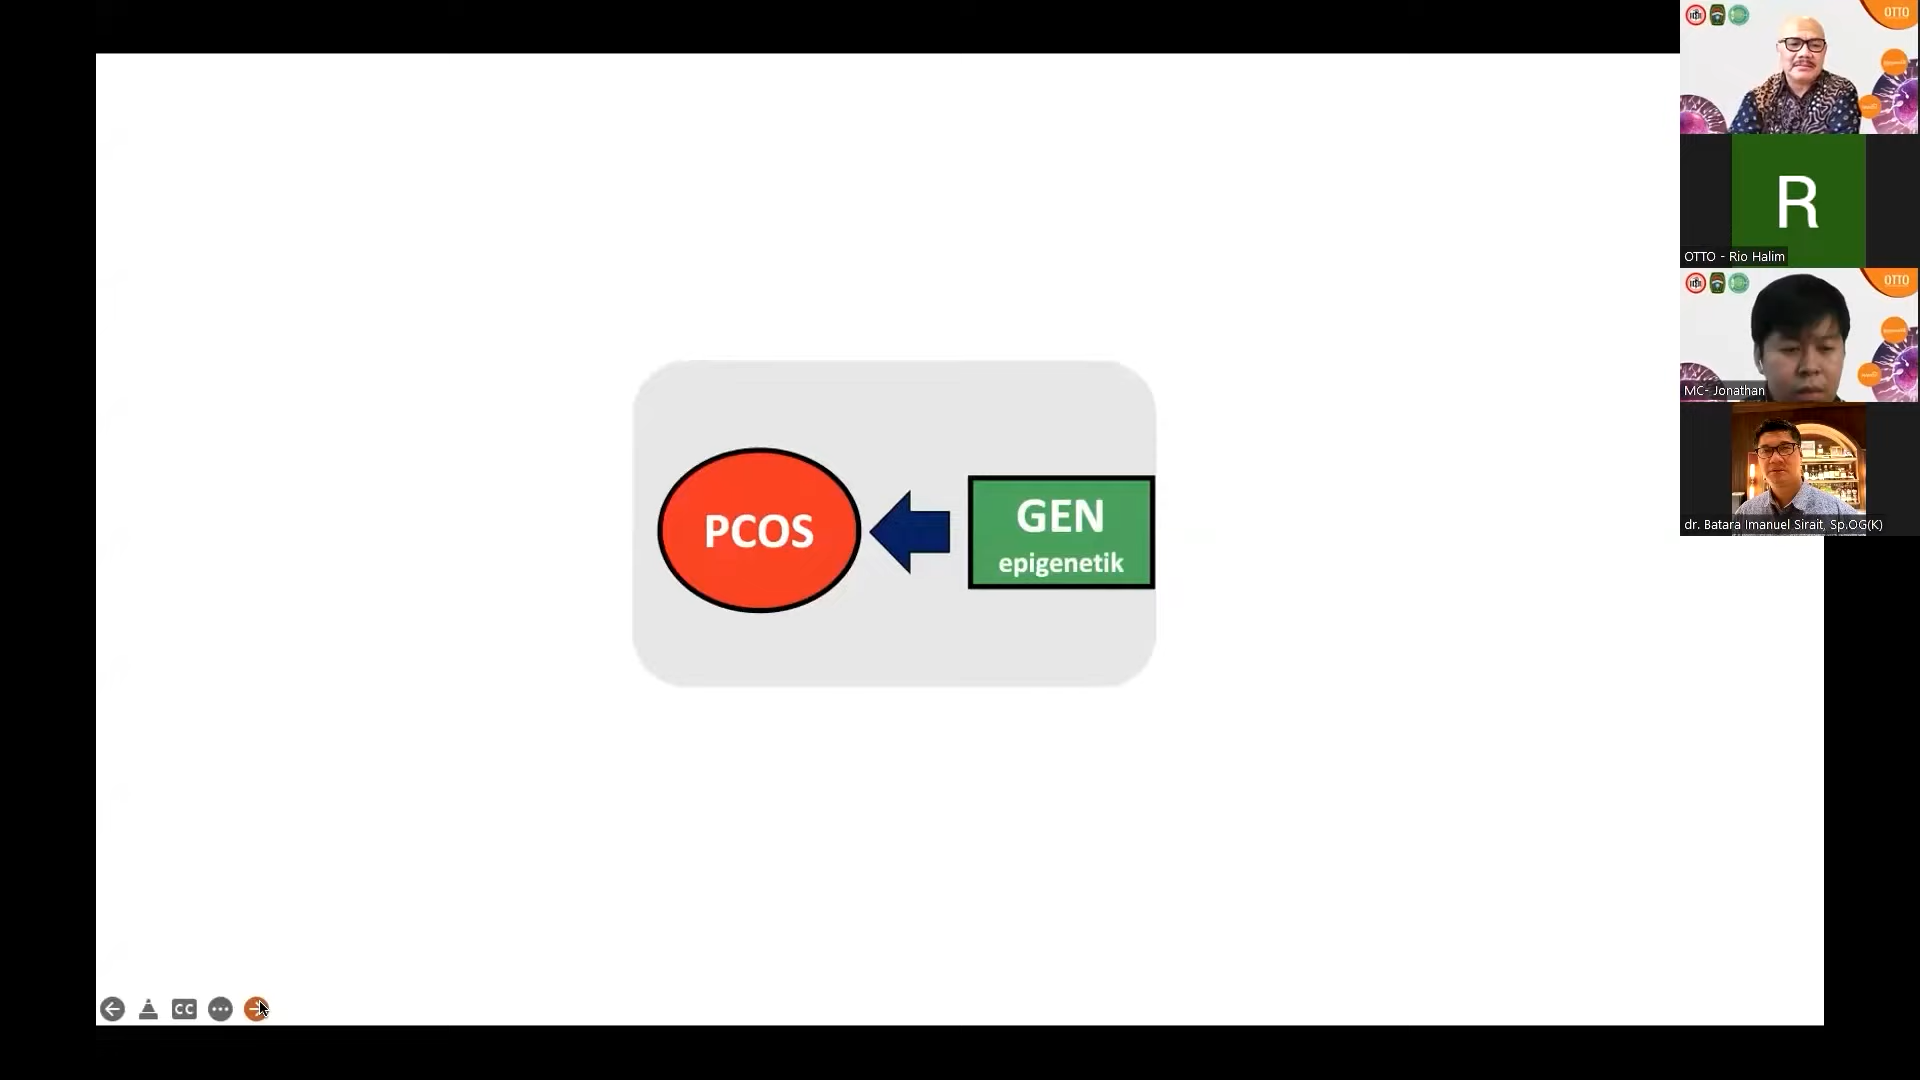 PCOS
GEN
epigenetik
CC
OTTO
R
OTTO - Rio Halim
OTTO
MC- Jonathan
dr. Batara Imanuel Sirait, Sp.OG(K)